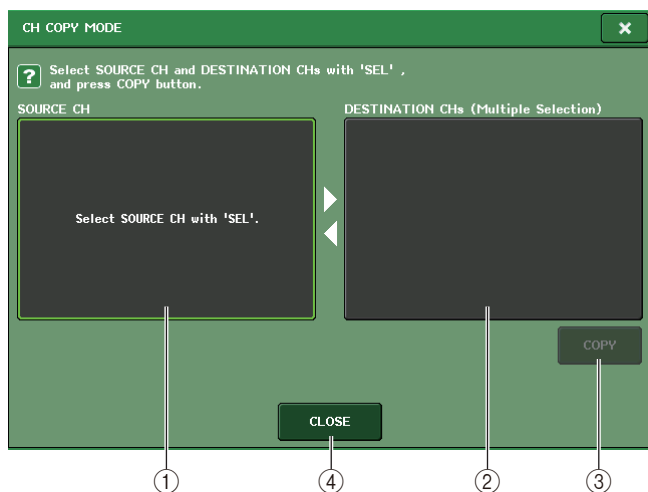 CH COPY MODE
×
? Select SOURCE CH and DESTINATION CHs with 'SEL' ,
and press COPY button.
SOURCE CH
DESTINATION CHs (Multiple Selection)
Select SOURCE CH with 'SEL'.
COPY
CLOSE
① ④ ② ③